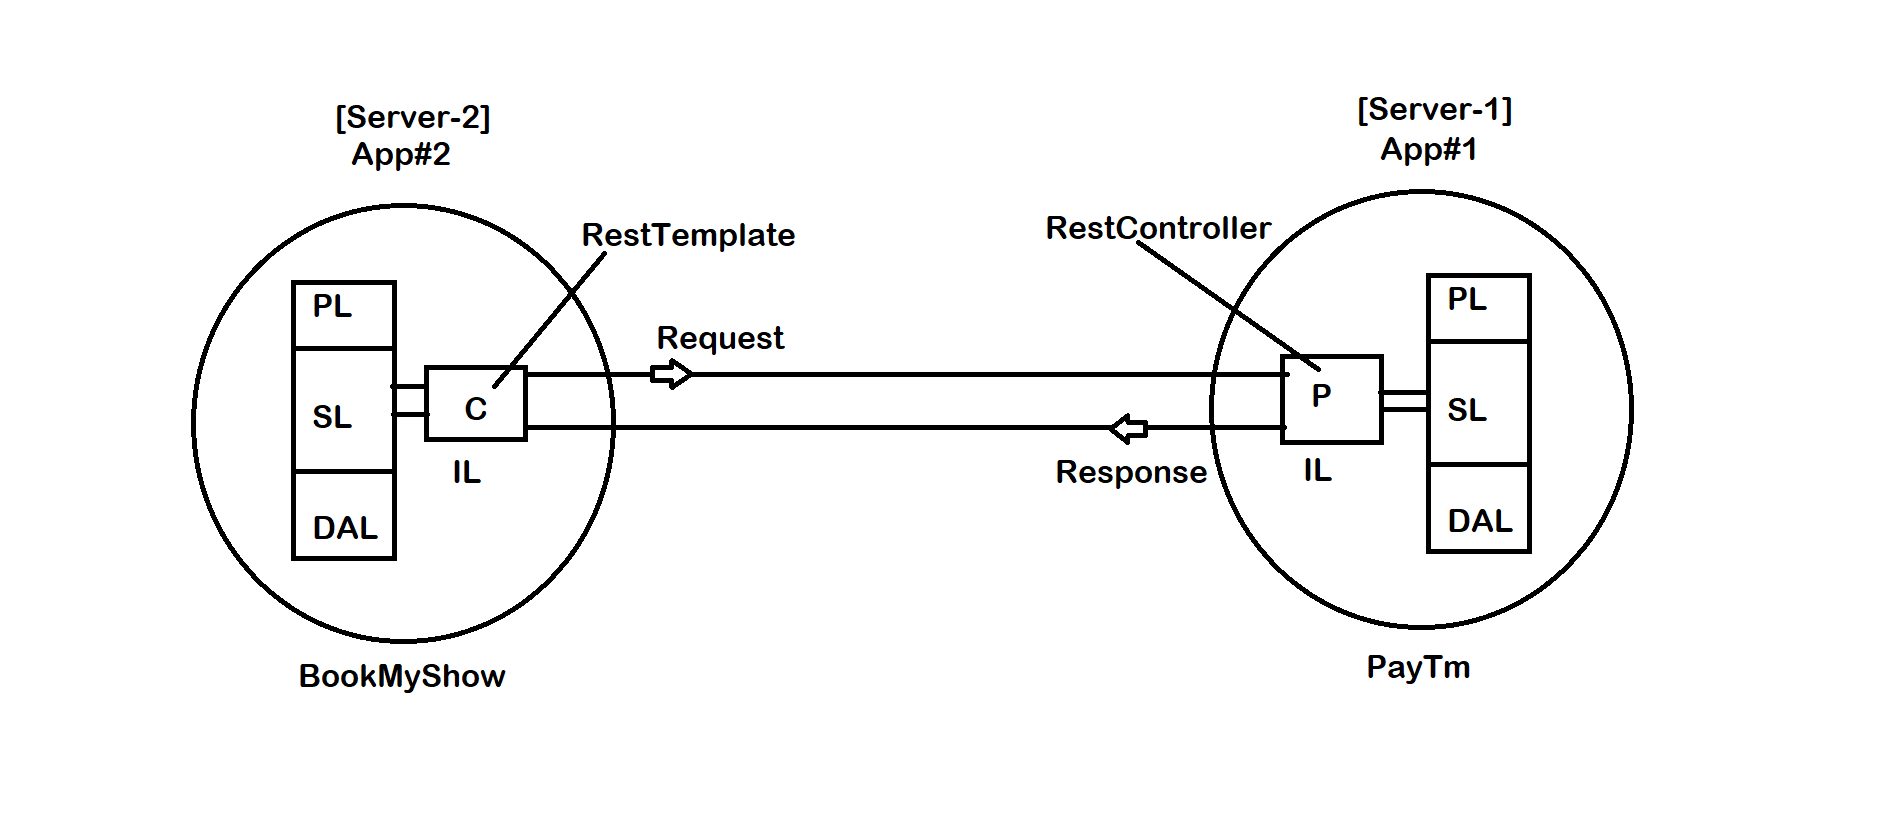 [Server-2]
App#2
RestTemplate
PL
SL
DAL
C
IL
BookMyShow
Request
Response
[Server-1]
App#1
RestController
P
IL
PL
SL
DAL
PayTm